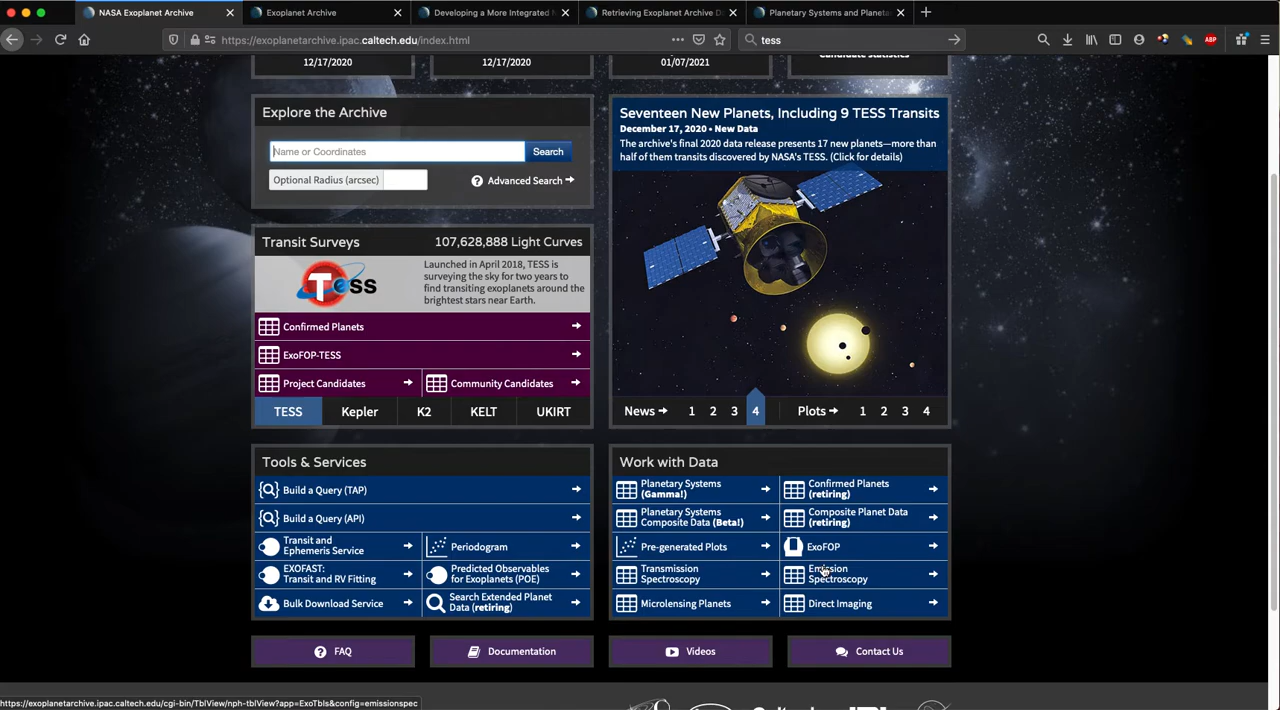 NASA Exoplanet Archive
Exoplanet Archive
Developing a More Integrated
Retrieving Exoplanet Archive D
Planetary Systems and Planeta
https://exoplanetarchive.ipac.caltech.edu/index.html
tess
ABP
12/17/2020
12/17/2020
01/07/2021
Candidate Statistics
Explore the Archive
Name or Coordinates
Search
Optional Radius (arcsec)
Advanced Search
Seventeen New Planets, Including 9 TESS Transits
December 17, 2020 • New Data
The archive's final 2020 data release presents 17 new planets—more than
half of them transits discovered by NASA's TESS. (Click for details)
Transit Surveys
107,628,888 Light Curves
Tess
Launched in April 2018, TESS is
surveying the sky for two years to
find transiting exoplanets around the
brightest stars near Earth.
Confirmed Planets
ExoFOP-TESS
Project Candidates
Community Candidates
TESS
Kepler
K2
KELT
UKIRT
News
1
2
3
4
Plots
1
2
3
4
Tools & Services
Build a Query (TAP)
Build a Query (API)
Transit and
Ephemeris Service
Periodogram
EXOFAST:
Transit and RV Fitting
Predicted Observables
for Exoplanets (POE)
Bulk Download Service
Search Extended Planet
Data (retiring)
Work with Data
Planetary Systems
(Gamma!)
Confirmed Planets
(retiring)
Planetary Systems
Composite Data (Beta!)
Composite Planet Data
(retiring)
Pre-generated Plots
ExoFOP
Transmission
Spectroscopy
Emission
Spectroscopy
Microlensing Planets
Direct Imaging
FAQ
Documentation
Videos
Contact Us
https://exoplanetarchive.ipac.caltech.edu/cgi-bin/TblView/nph-tblView?app=ExoTbls&config=emissionspec